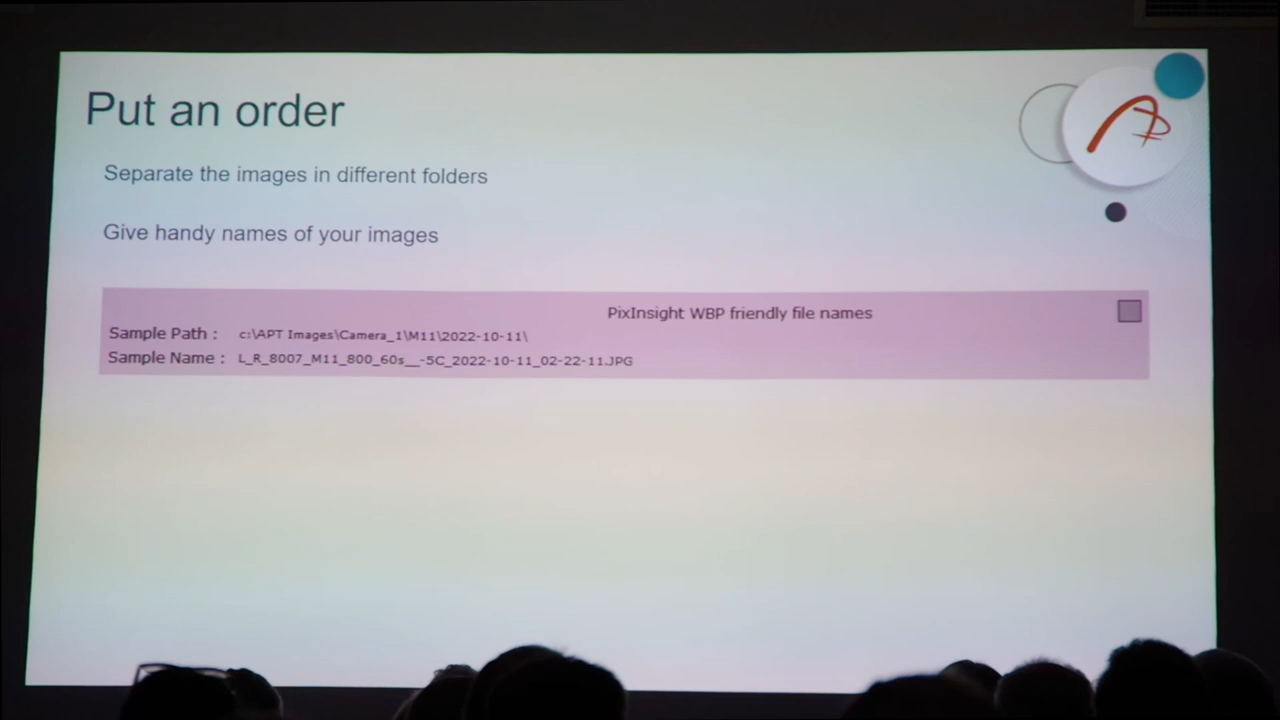 Put an order
Separate the images in different folders
Give handy names of your images
PixInsight WBP friendly file names
Sample Path : c:\APT Images\Camera_1\M11\2022-10-11\
Sample Name : L_R_8007_M11_800_60s__-5C_2022-10-11_02-22-11.JPG